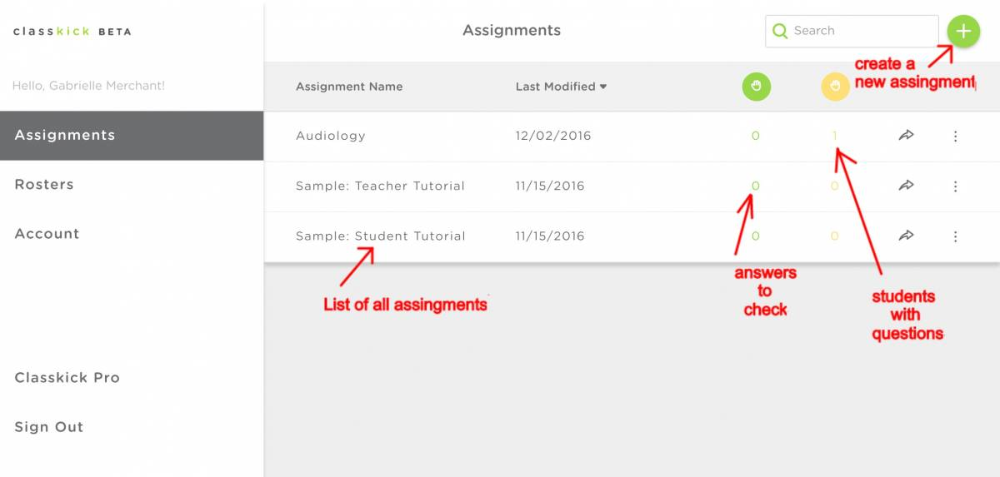 classkick BETA
Assignments
Search
create a
new assingment
Hello, Gabrielle Merchant!
Assignment Name Last Modified
Assignments
Audiology 12/02/2016 0 1
Rosters
Sample: Teacher Tutorial 11/15/2016 0 0
Account
Sample: Student Tutorial 11/15/2016 0 0
List of all assingments
answers
to
check
students
with
questions
Classkick Pro
Sign Out